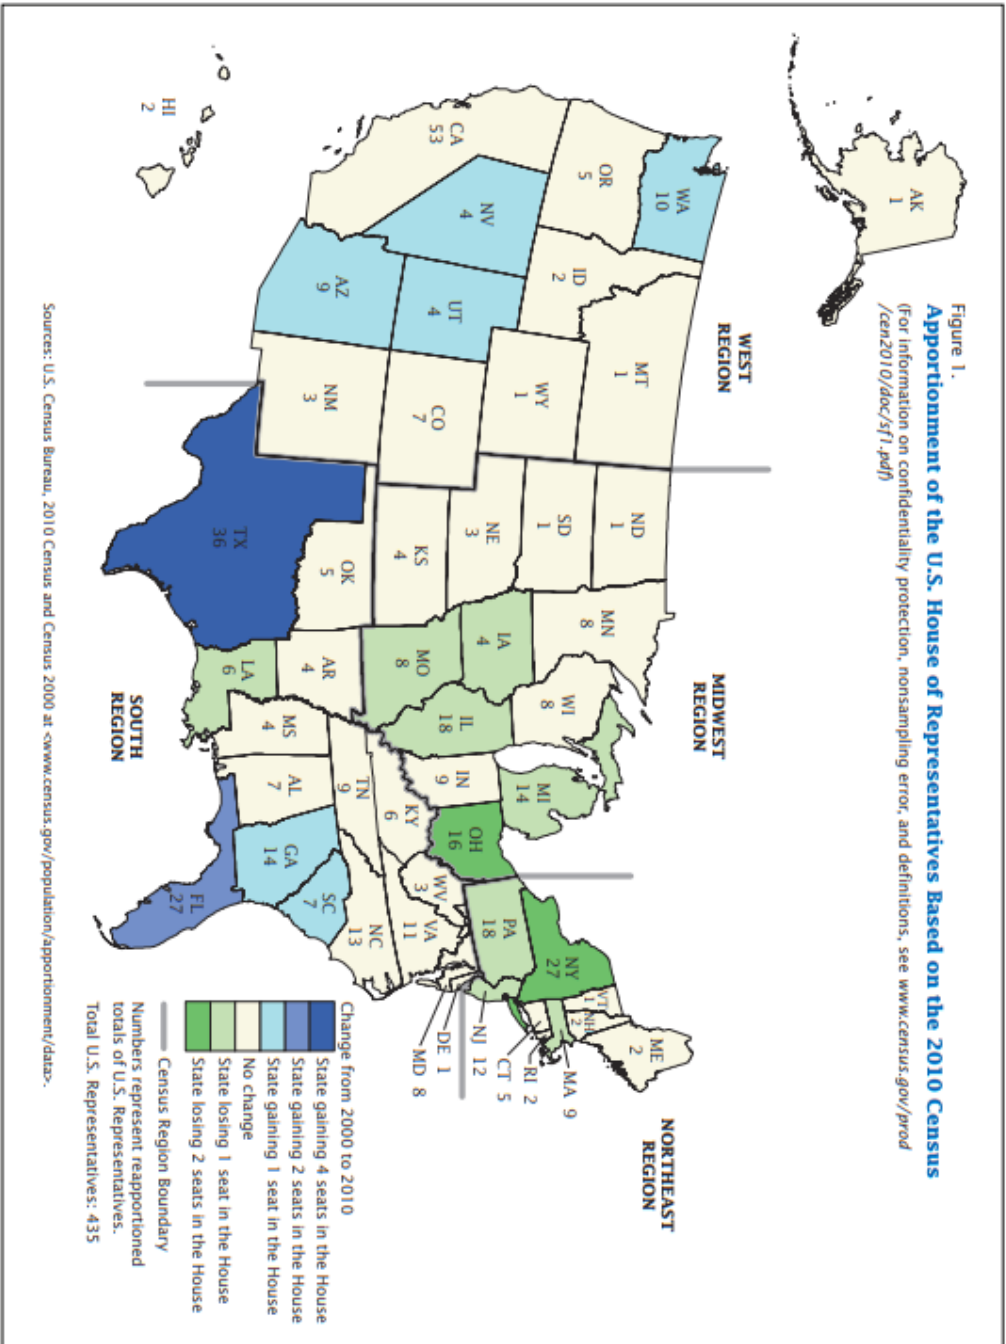 Figure 1.
Apportionment of the U.S. House of Representatives Based on the 2010 Census
(For information on confidentiality protection, nonsampling error, and definitions, see www.census.gov/prod
/cen2010/doc/sf1.pdf)
AK
1
WEST
REGION
MIDWEST
REGION
NORTHEAST
REGION
WA
10
MT
1
ND
1
MN
8
ME
2
OR
5
ID
2
SD
1
WI
8
MI
14
VT
NH
2
NY
27
MA 9
RI 2
CT 5
WY
1
NE
3
IA
4
PA
18
NJ 12
NV
4
UT
4
CO
7
KS
4
MO
8
IL
18
IN
9
OH
16
WV
3
VA
11
DE 1
MD 8
CA
53
KY
6
AZ
9
NM
3
OK
5
AR
4
TN
9
NC
13
SC
7
TX
36
LA
6
MS
4
AL
7
GA
14
FL
27
HI
2
SOUTH
REGION
Change from 2000 to 2010
State gaining 4 seats in the House
State gaining 2 seats in the House
State gaining 1 seat in the House
No change
State losing 1 seat in the House
State losing 2 seats in the House
Census Region Boundary
Numbers represent reapportioned
totals of U.S. Representatives.
Total U.S. Representatives: 435
Sources: U.S. Census Bureau, 2010 Census and Census 2000 at <www.census.gov/population/apportionment/data>.